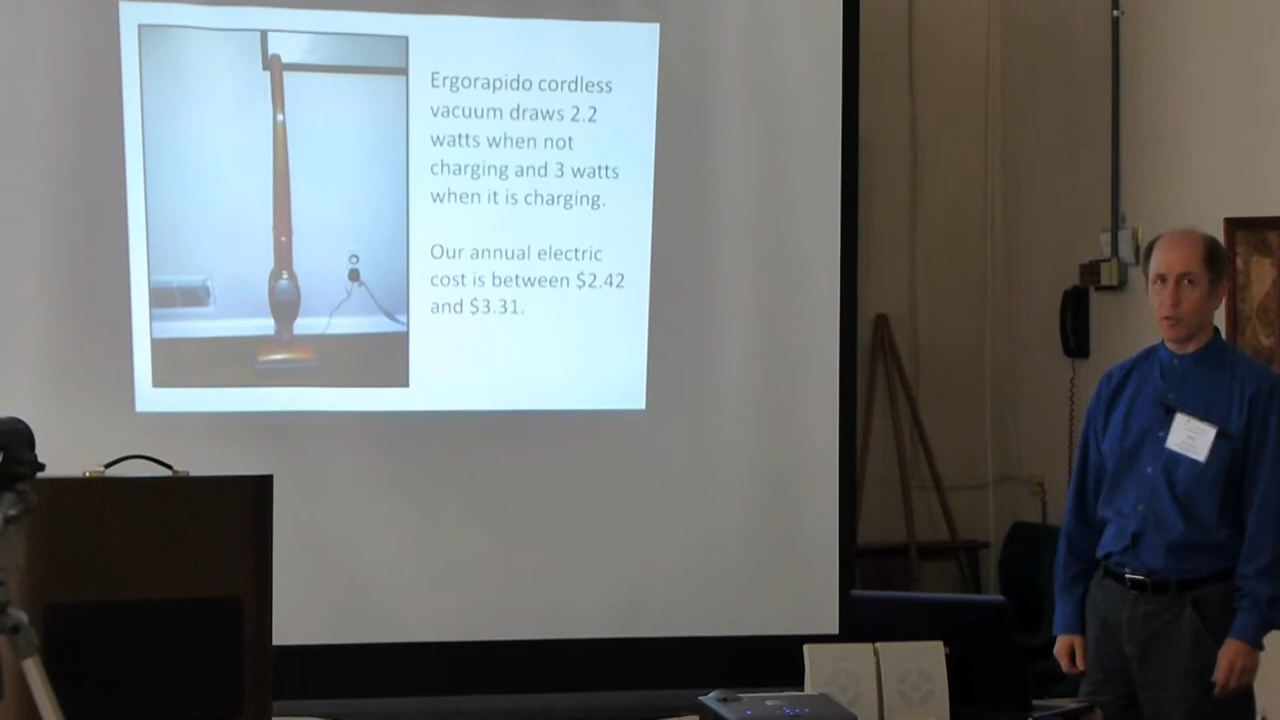 Ergorapido cordless
vacuum draws 2.2
watts when not
charging and 3 watts
when it is charging.
Our annual electric
cost is between $2.42
and $3.31.